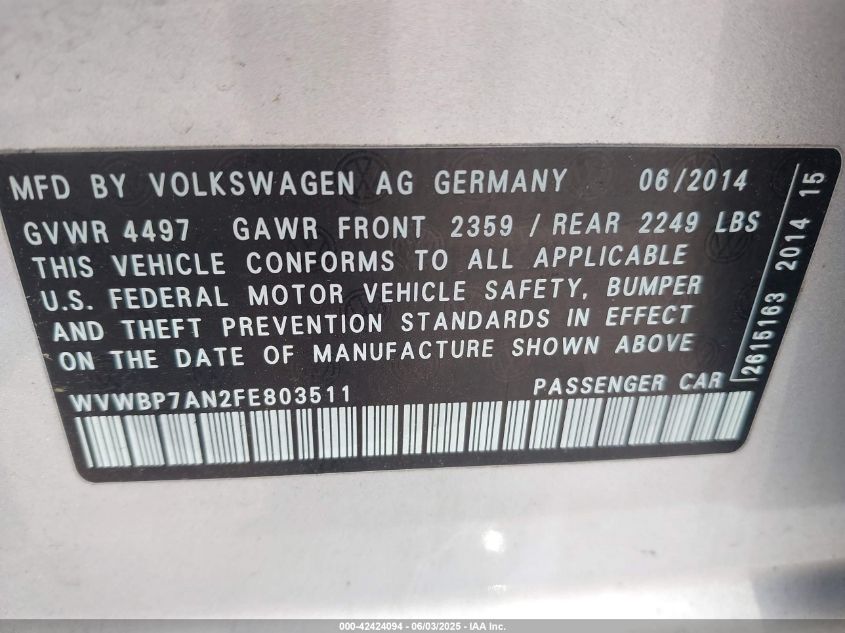 MFD BY VOLKSWAGEN AG GERMANY 06/2014
GVWR 4497 GAWR FRONT 2359 / REAR 2249 LBS
THIS VEHICLE CONFORMS TO ALL APPLICABLE
U.S. FEDERAL MOTOR VEHICLE SAFETY, BUMPER
AND THEFT PREVENTION STANDARDS IN EFFECT
ON THE DATE OF MANUFACTURE SHOWN ABOVE
WVWBP7AN2FE803511 PASSENGER CAR
2615163 2014 15
000-42424094 - 06/03/2025 - IAA Inc.